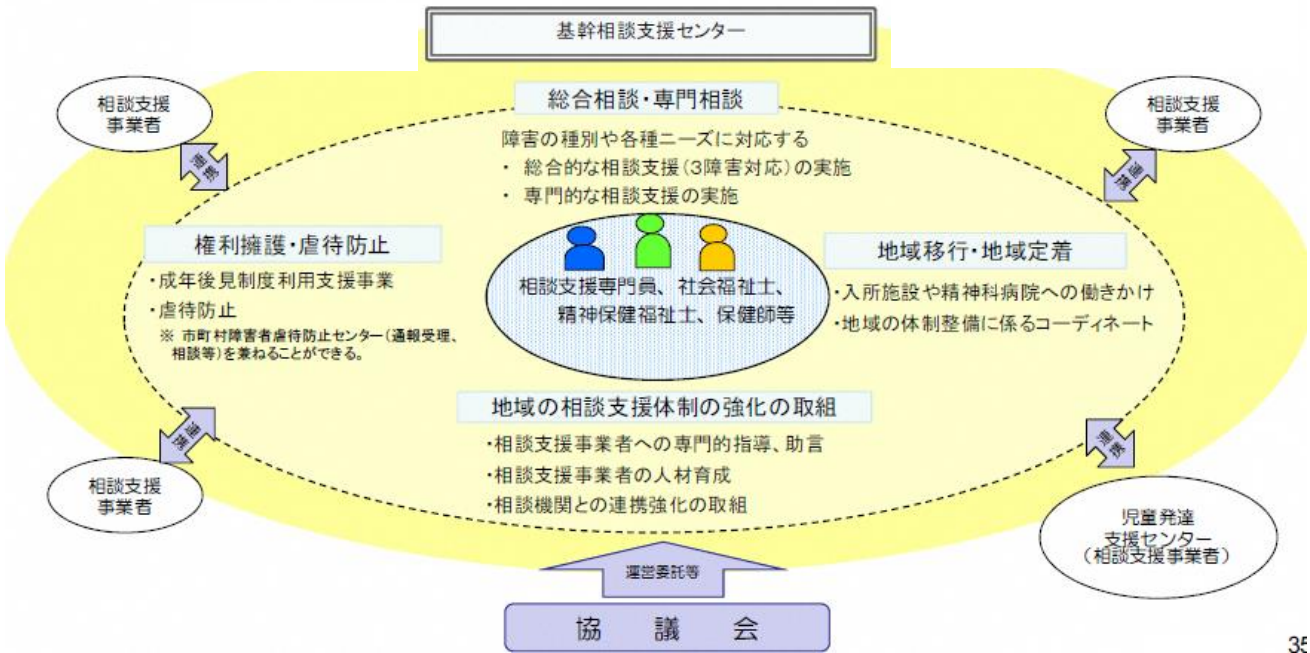 基幹相談支援センター
相談支援
事業者
連携
総合相談・専門相談
障害の種別や各種ニーズに対応する
・ 総合的な相談支援(3障害対応)の実施
・ 専門的な相談支援の実施
相談支援
事業者
連携
権利擁護・虐待防止
・成年後見制度利用支援事業
・虐待防止
※ 市町村障害者虐待防止センター(通報受理、
相談等)を兼ねることができる。
相談支援専門員、社会福祉士、
精神保健福祉士、保健師等
地域移行・地域定着
・入所施設や精神科病院への働きかけ
・地域の体制整備に係るコーディネート
地域の相談支援体制の強化の取組
・相談支援事業者への専門的指導、助言
・相談支援事業者の人材育成
・相談機関との連携強化の取組
連携
相談支援
事業者
連携
児童発達
支援センター
(相談支援事業者)
運営委託等
協 議 会
35